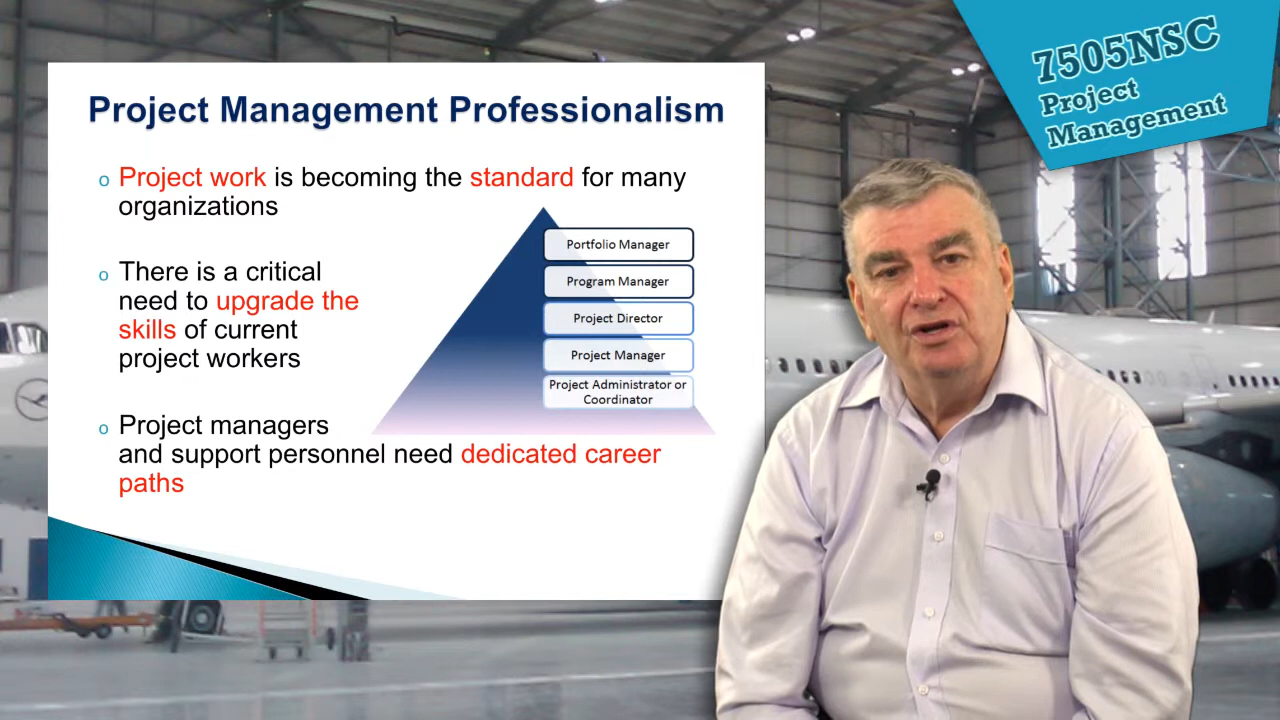 7505NSC
Project
Management
Project Management Professionalism
o Project work is becoming the standard for many
organizations
o There is a critical
need to upgrade the
skills of current
project workers
o Project managers
and support personnel need dedicated career
paths
Portfolio Manager
Program Manager
Project Director
Project Manager
Project Administrator or
Coordinator